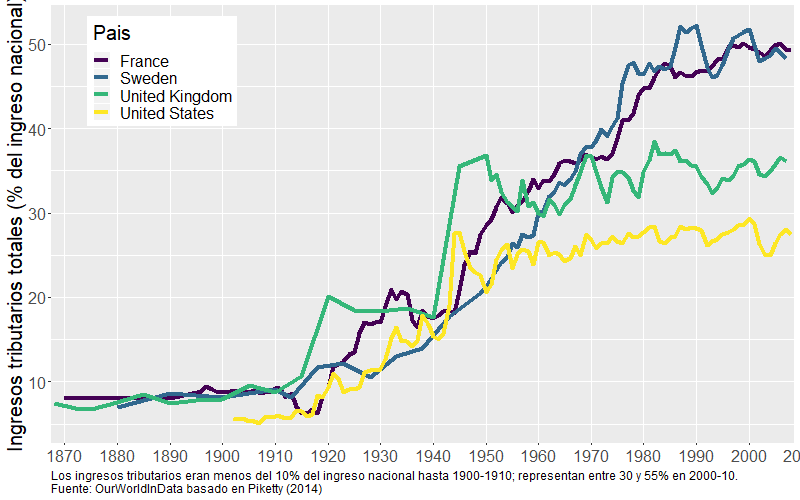 Ingresos tributarios totales (% del ingreso nacional)
Pais
France
Sweden
United Kingdom
United States
50
40
30
20
10
1870 1880 1890 1900 1910 1920 1930 1940 1950 1960 1970 1980 1990 2000 20
Los ingresos tributarios eran menos del 10% del ingreso nacional hasta 1900-1910; representan entre 30 y 55% en 2000-10.
Fuente: OurWorldInData basado en Piketty (2014)